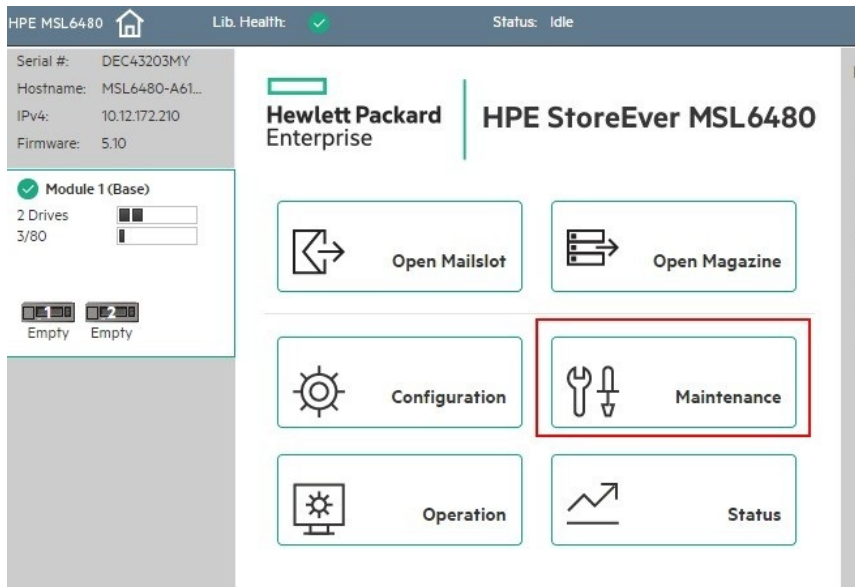 HPE MSL6480 Lib. Health: Status: Idle
Serial #: DEC43203MY
Hostname: MSL6480-A61...
IPv4: 10.12.172.210
Firmware: 5.10
Module 1 (Base)
2 Drives
3/80
1 2
Empty Empty
Hewlett Packard
Enterprise
HPE StoreEver MSL6480
Open Mailslot Open Magazine
Configuration Maintenance
Operation Status